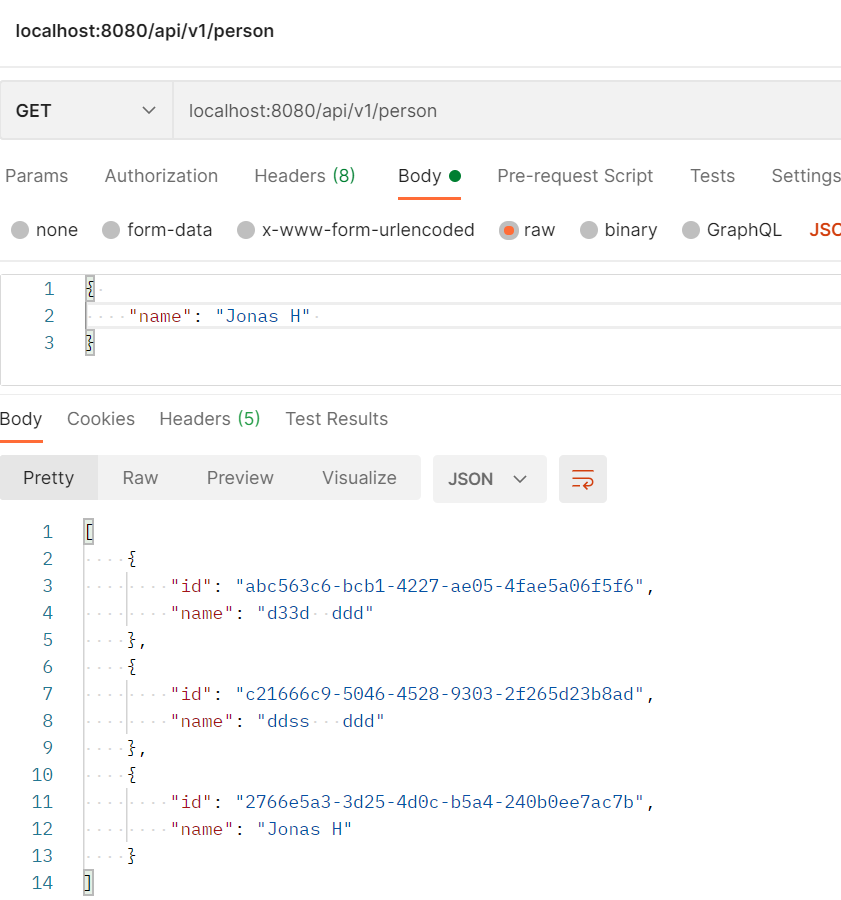 localhost:8080/api/v1/person
GET localhost:8080/api/v1/person
Params Authorization Headers (8) Body Pre-request Script Tests Settings
none form-data x-www-form-urlencoded raw binary GraphQL JSO
1 {
2 "name": "Jonas H"
3 }
Body Cookies Headers (5) Test Results
Pretty Raw Preview Visualize JSON
1 [
2 {
3 "id": "abc563c6-bcb1-4227-ae05-4fae5a06f5f6",
4 "name": "d33d  ddd"
5 },
6 {
7 "id": "c21666c9-5046-4528-9303-2f265d23b8ad",
8 "name": "ddss   ddd"
9 },
10 {
11 "id": "2766e5a3-3d25-4d0c-b5a4-240b0ee7ac7b",
12 "name": "Jonas H"
13 }
14 ]